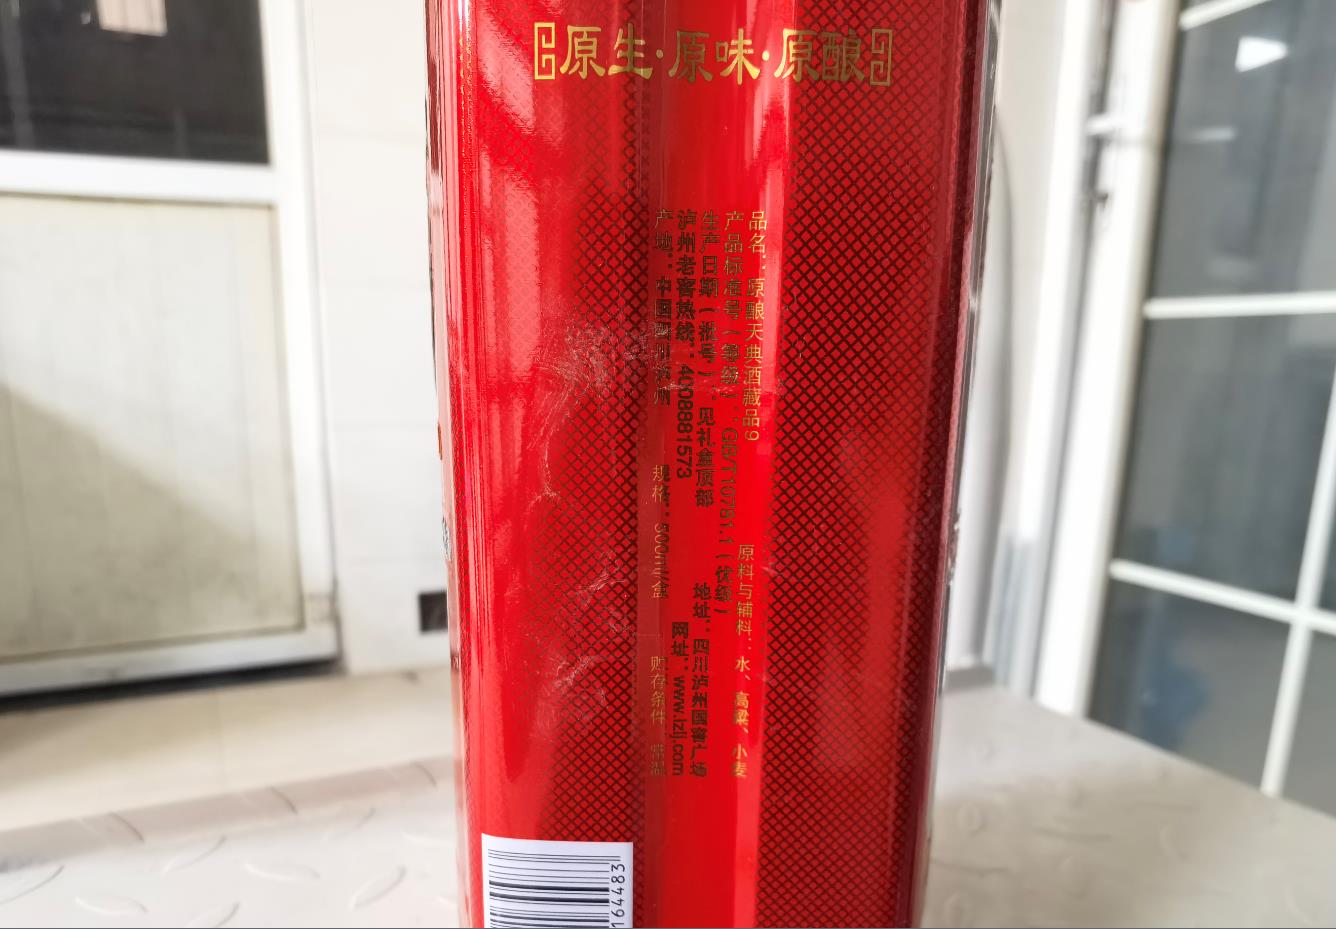 原生·原味·原酿
品名：原酿天典酒藏品9
原料与辅料：水、高粱、小麦
产品标准号（等级）：GB/T10781.1（优级）
生产日期（批号）：见礼盒顶部
地址：四川泸州国窖广场
泸州老窖热线：4008881573
网址：www.lzlj.com
产地：中国四川泸州
规格：500ml/盒
贮存条件：常温
164483